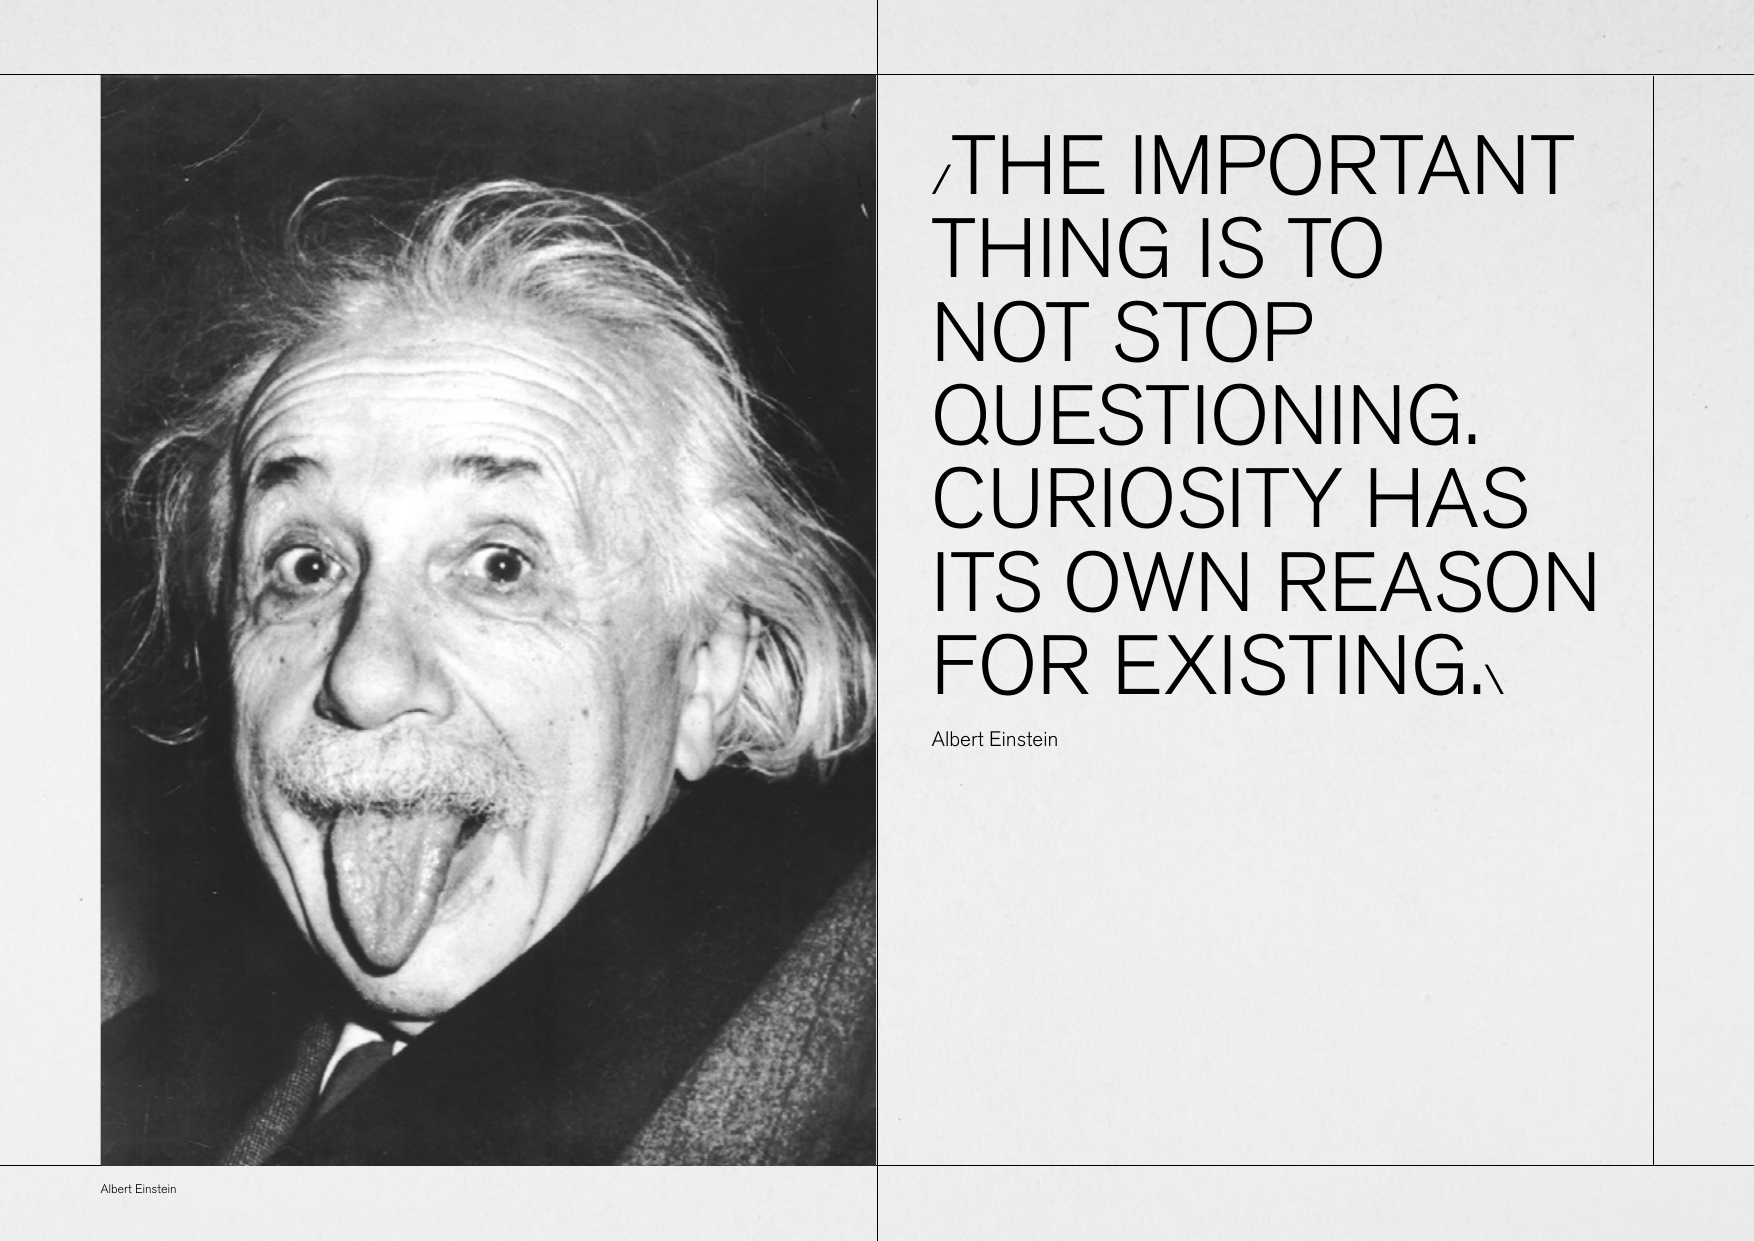 /THE IMPORTANT
THING IS TO
NOT STOP
QUESTIONING.
CURIOSITY HAS
ITS OWN REASON
FOR EXISTING.\
Albert Einstein
Albert Einstein